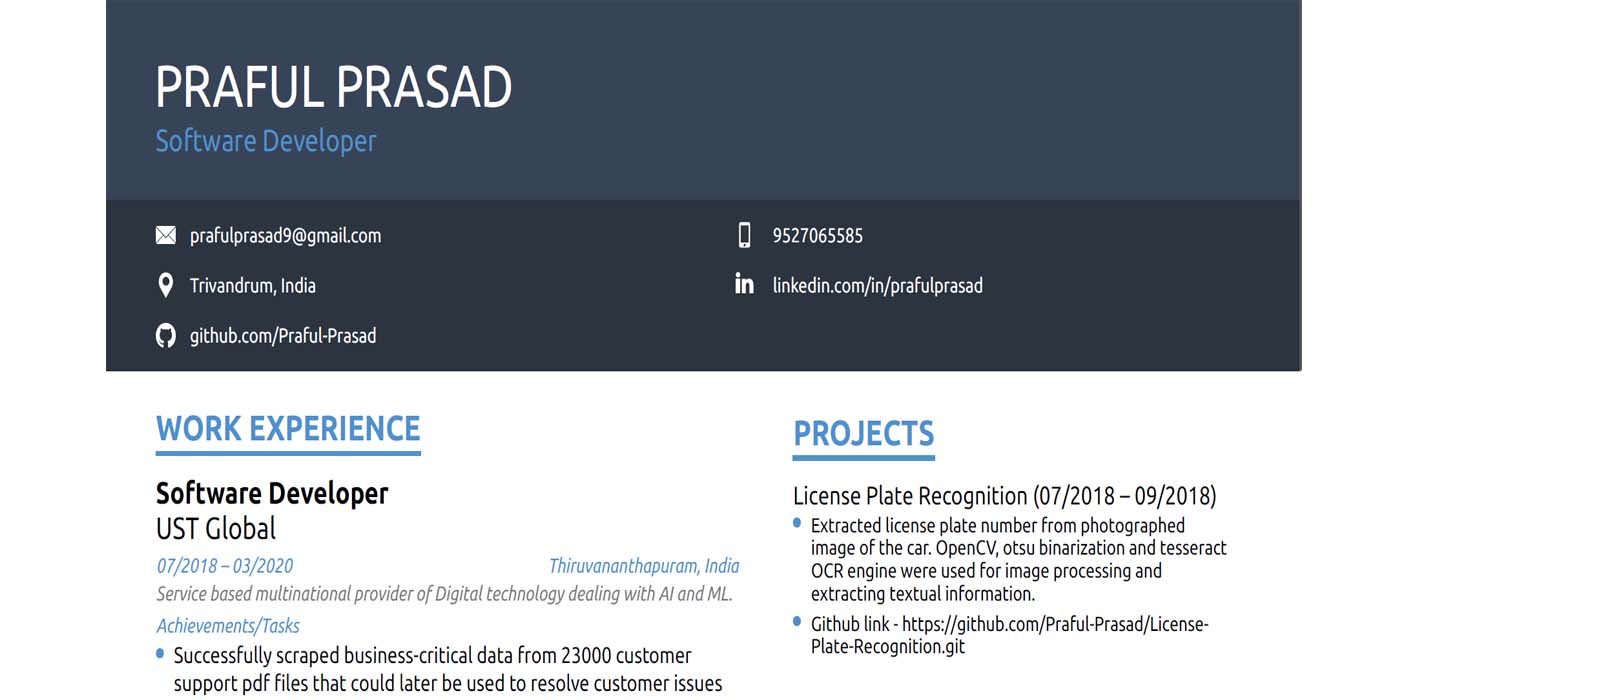 PRAFUL PRASAD
Software Developer
prafulprasad9@gmail.com
9527065585
Trivandrum, India
linkedin.com/in/prafulprasad
github.com/Praful-Prasad
WORK EXPERIENCE
Software Developer
UST Global
07/2018 – 03/2020
Thiruvananthapuram, India
Service based multinational provider of Digital technology dealing with AI and ML.
Achievements/Tasks
Successfully scraped business-critical data from 23000 customer
support pdf files that could later be used to resolve customer issues
PROJECTS
License Plate Recognition (07/2018 – 09/2018)
Extracted license plate number from photographed
image of the car. OpenCV, otsu binarization and tesseract
OCR engine were used for image processing and
extracting textual information.
Github link - https://github.com/Praful-Prasad/License-
Plate-Recognition.git